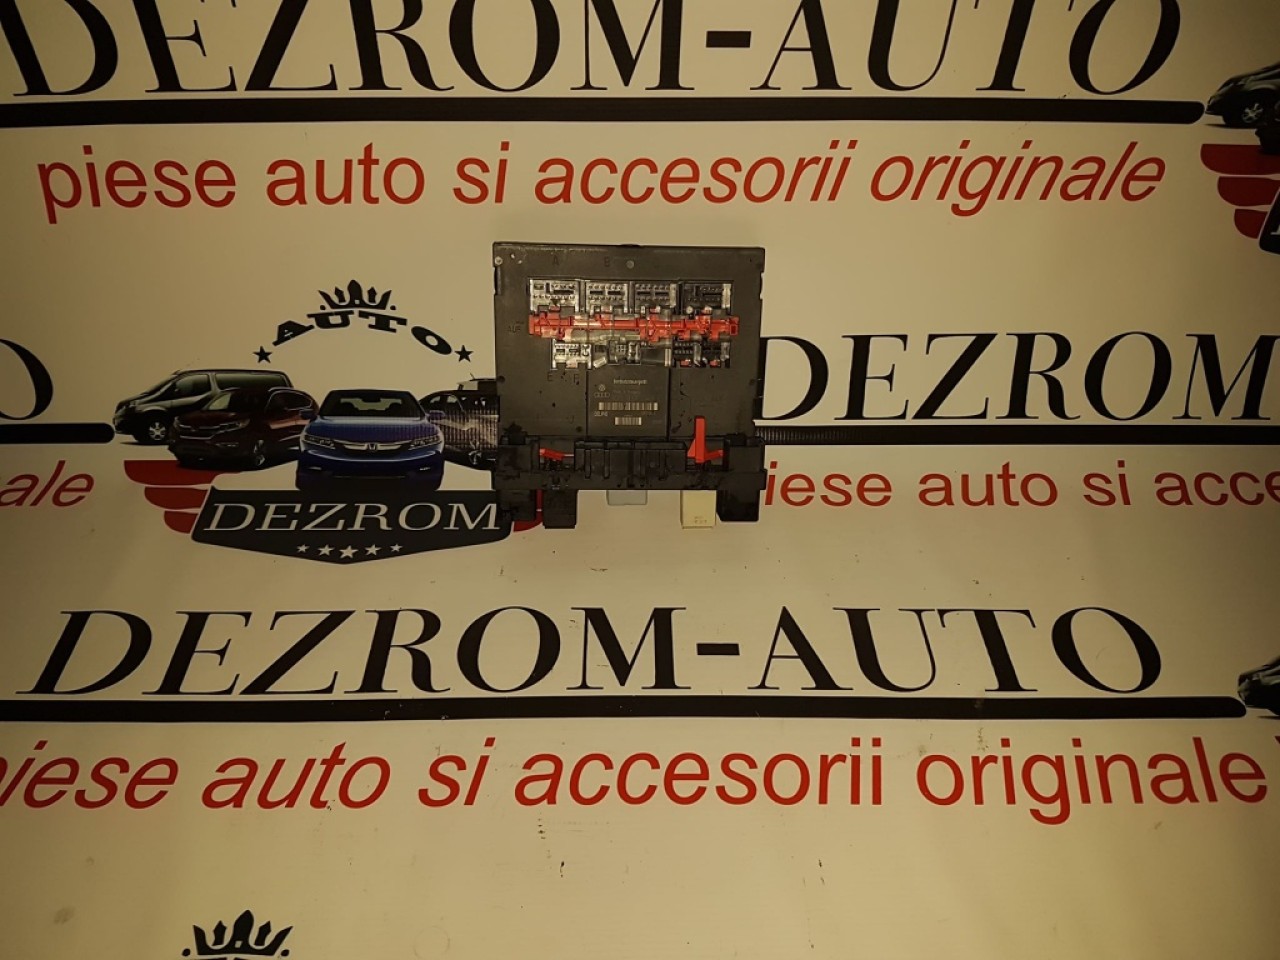 DEZROM-AUTO
piese auto si accesorii originale
AUTO
DEZROM
DEZROM
ale
iese auto si acce
DEZROM-AUTO
piese auto si accesorii originale